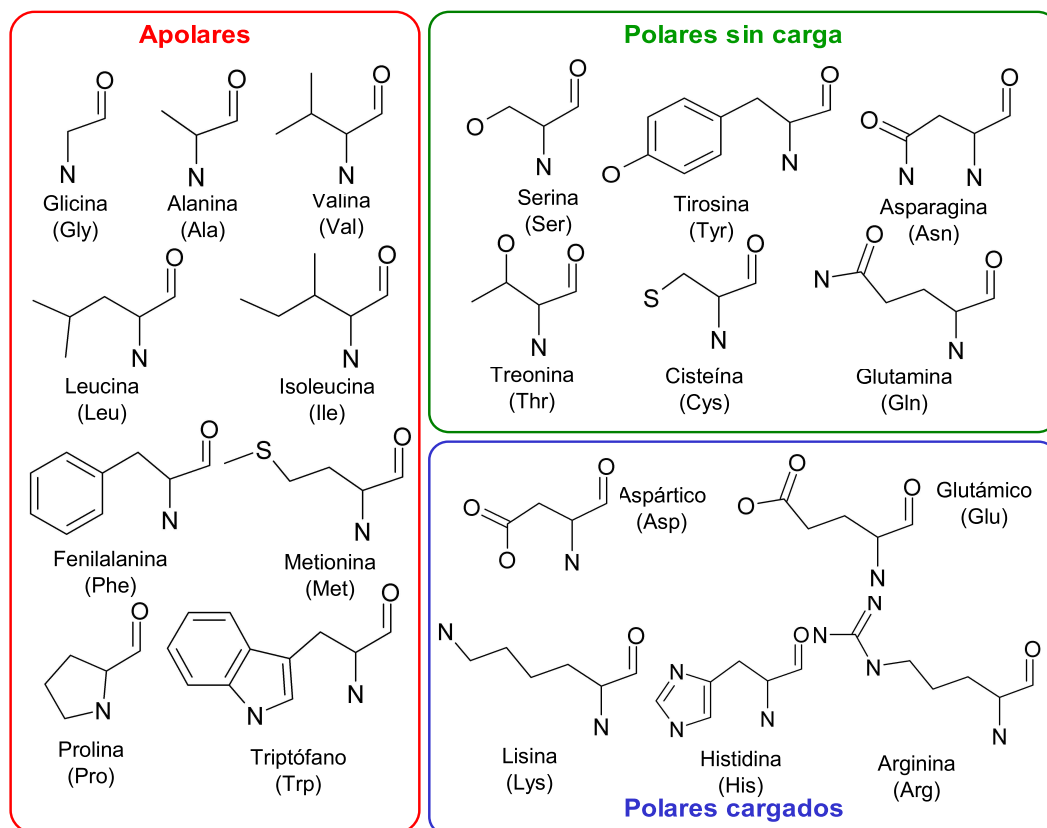 Apolares
O
O
O
N
N
N
Glicina
(Gly)
Alanina
(Ala)
Valina
(Val)
O
O
N
N
Leucina
(Leu)
Isoleucina
(Ile)
O
S
O
N
N
Fenilalanina
(Phe)
Metionina
(Met)
O
O
N
N
N
Prolina
(Pro)
Triptófano
(Trp)
Polares sin carga
O
O
N
O
O
N
O
O
N
N
Serina
(Ser)
Tirosina
(Tyr)
Asparagina
(Asn)
O
O
N
O
S
N
O
N
O
N
Treonina
(Thr)
Cisteína
(Cys)
Glutamina
(Gln)
O
O
O
N
Aspártico
(Asp)
O
O
O
N
Glutámico
(Glu)
N
O
N
N
O
N
N
N
N
N
O
N
Lisina
(Lys)
Histidina
(His)
Arginina
(Arg)
Polares cargados